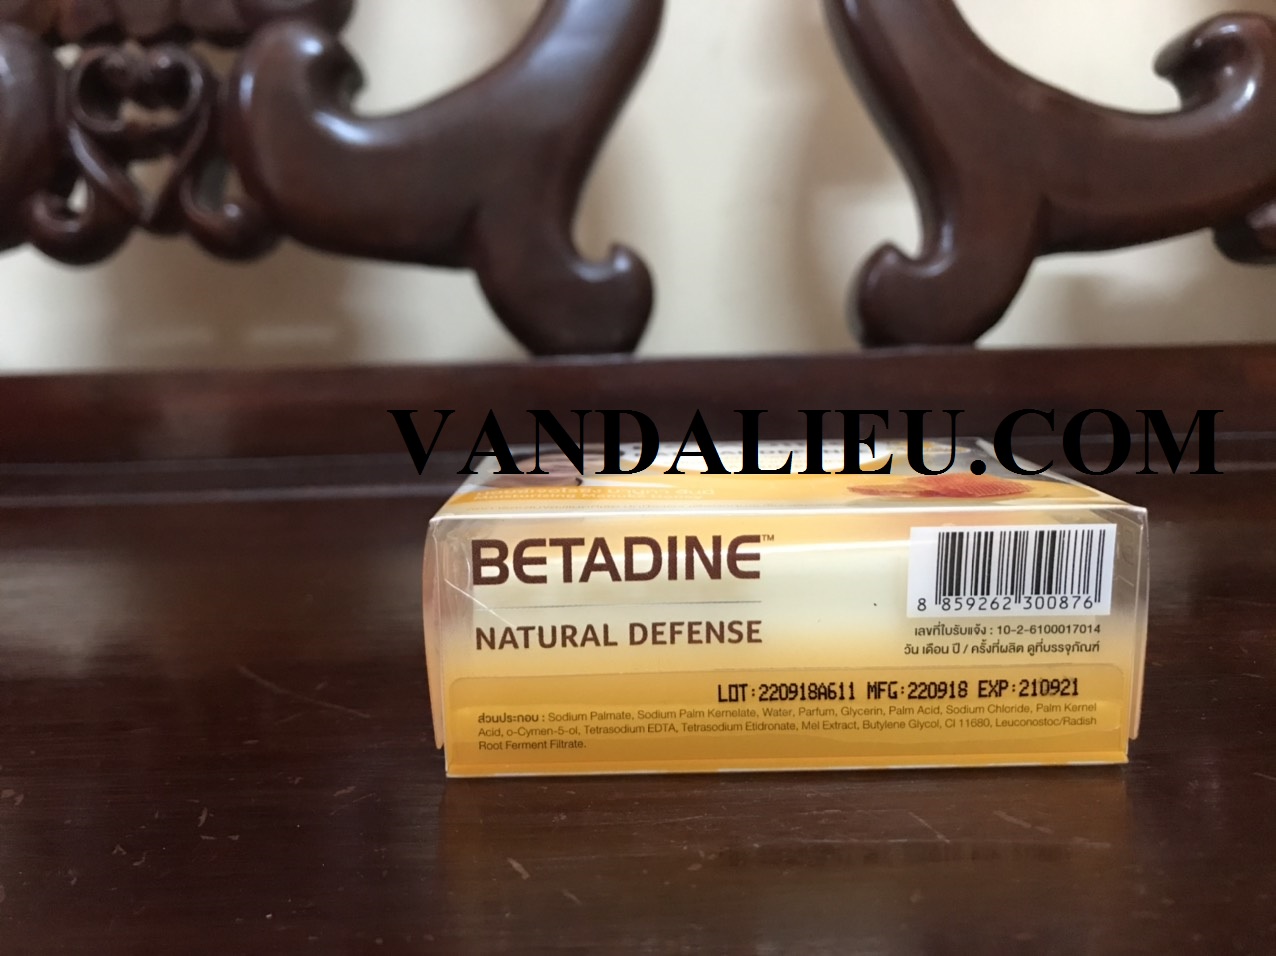 VANDALIEU.COM
BETADINE™
NATURAL DEFENSE
8 859262 300876
เลขที่ใบรับแจ้ง : 10-2-6100017014
วัน เดือน ปี / ครั้งที่ผลิต ดูที่บรรจุภัณฑ์
LOT:220918A611 MFG:220918 EXP:210921
ส่วนประกอบ : Sodium Palmate, Sodium Palm Kernelate, Water, Parfum, Glycerin, Palm Acid, Sodium Chloride, Palm Kernel
Acid, o-Cymen-5-ol, Tetrasodium EDTA, Tetrasodium Etidronate, Mel Extract, Butylene Glycol, CI 11680, Leuconostoc/Radish
Root Ferment Filtrate.